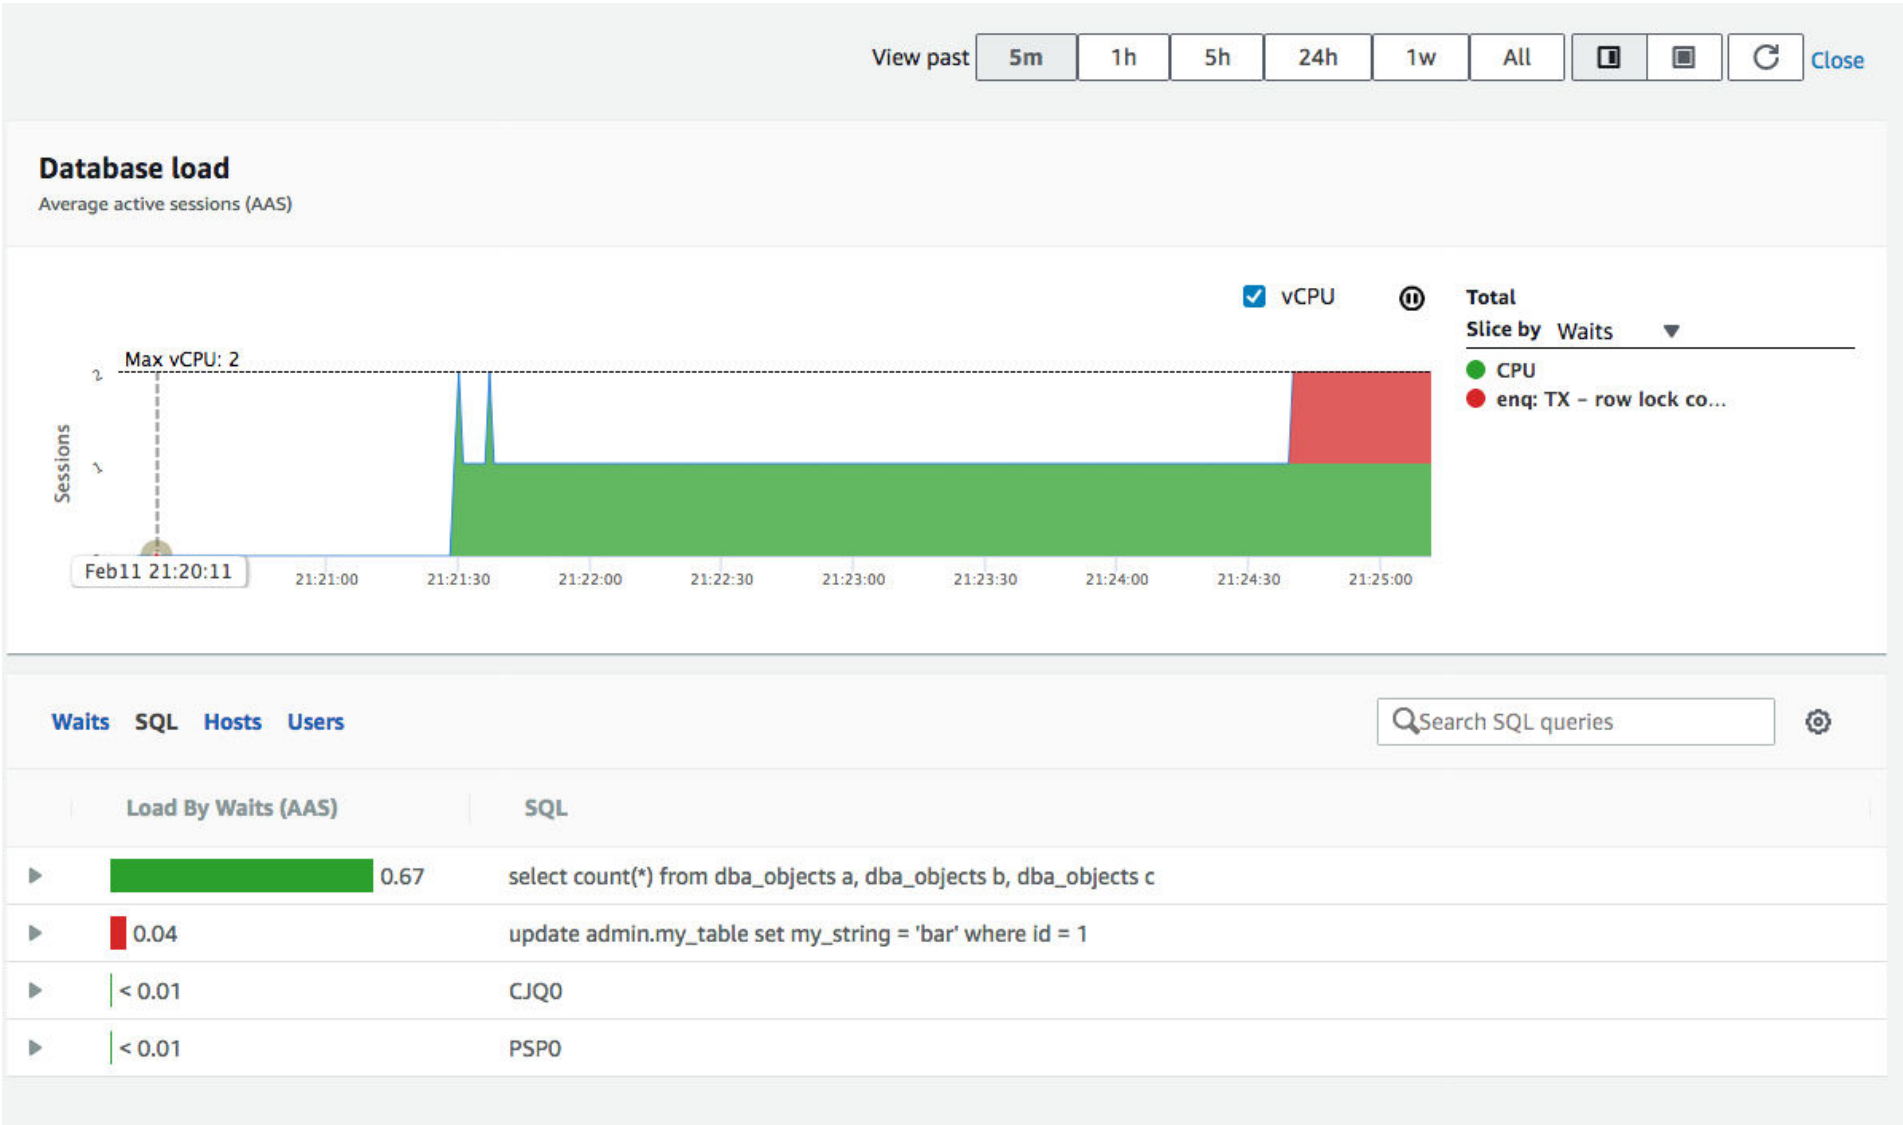 View past 5m 1h 5h 24h 1w All Close
Database load
Average active sessions (AAS)
vCPU
Total
Slice by Waits
Max vCPU: 2
2
CPU
enq: TX – row lock co...
Sessions
1
Feb11 21:20:11
21:21:00 21:21:30 21:22:00 21:22:30 21:23:00 21:23:30 21:24:00 21:24:30 21:25:00
Waits SQL Hosts Users Search SQL queries
Load By Waits (AAS) SQL
0.67 select count(*) from dba_objects a, dba_objects b, dba_objects c
0.04 update admin.my_table set my_string = 'bar' where id = 1
< 0.01 CJQ0
< 0.01 PSP0